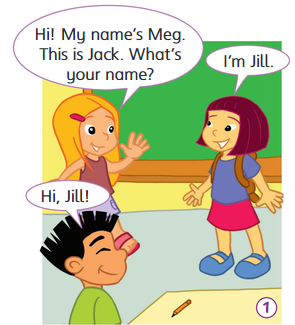 Hi! My name's Meg.
This is Jack. What's
your name?
I'm Jill.
Hi, Jill!
1